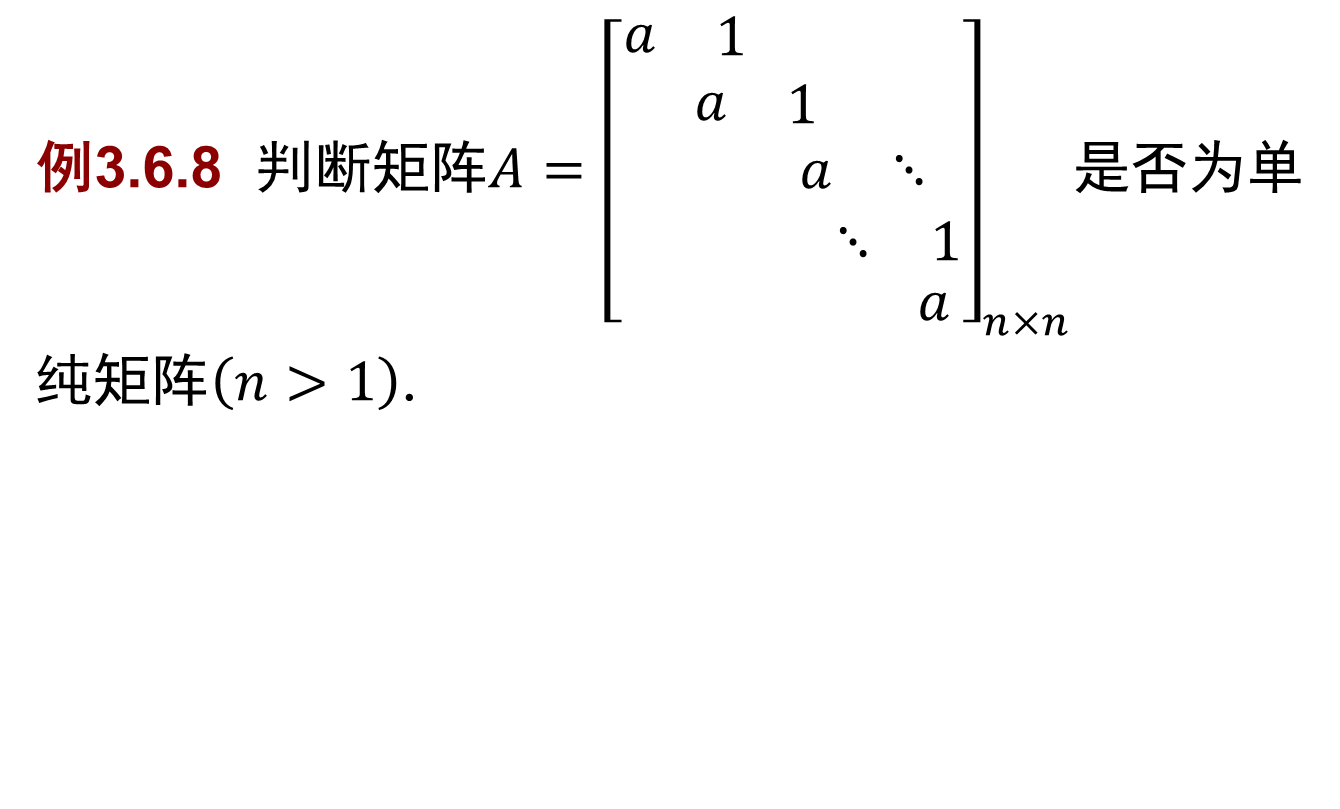 例3.6.8 判断矩阵A = [a 1
a 1
a ⋱
⋱ 1
a]n×n 是否为单
纯矩阵(n > 1).